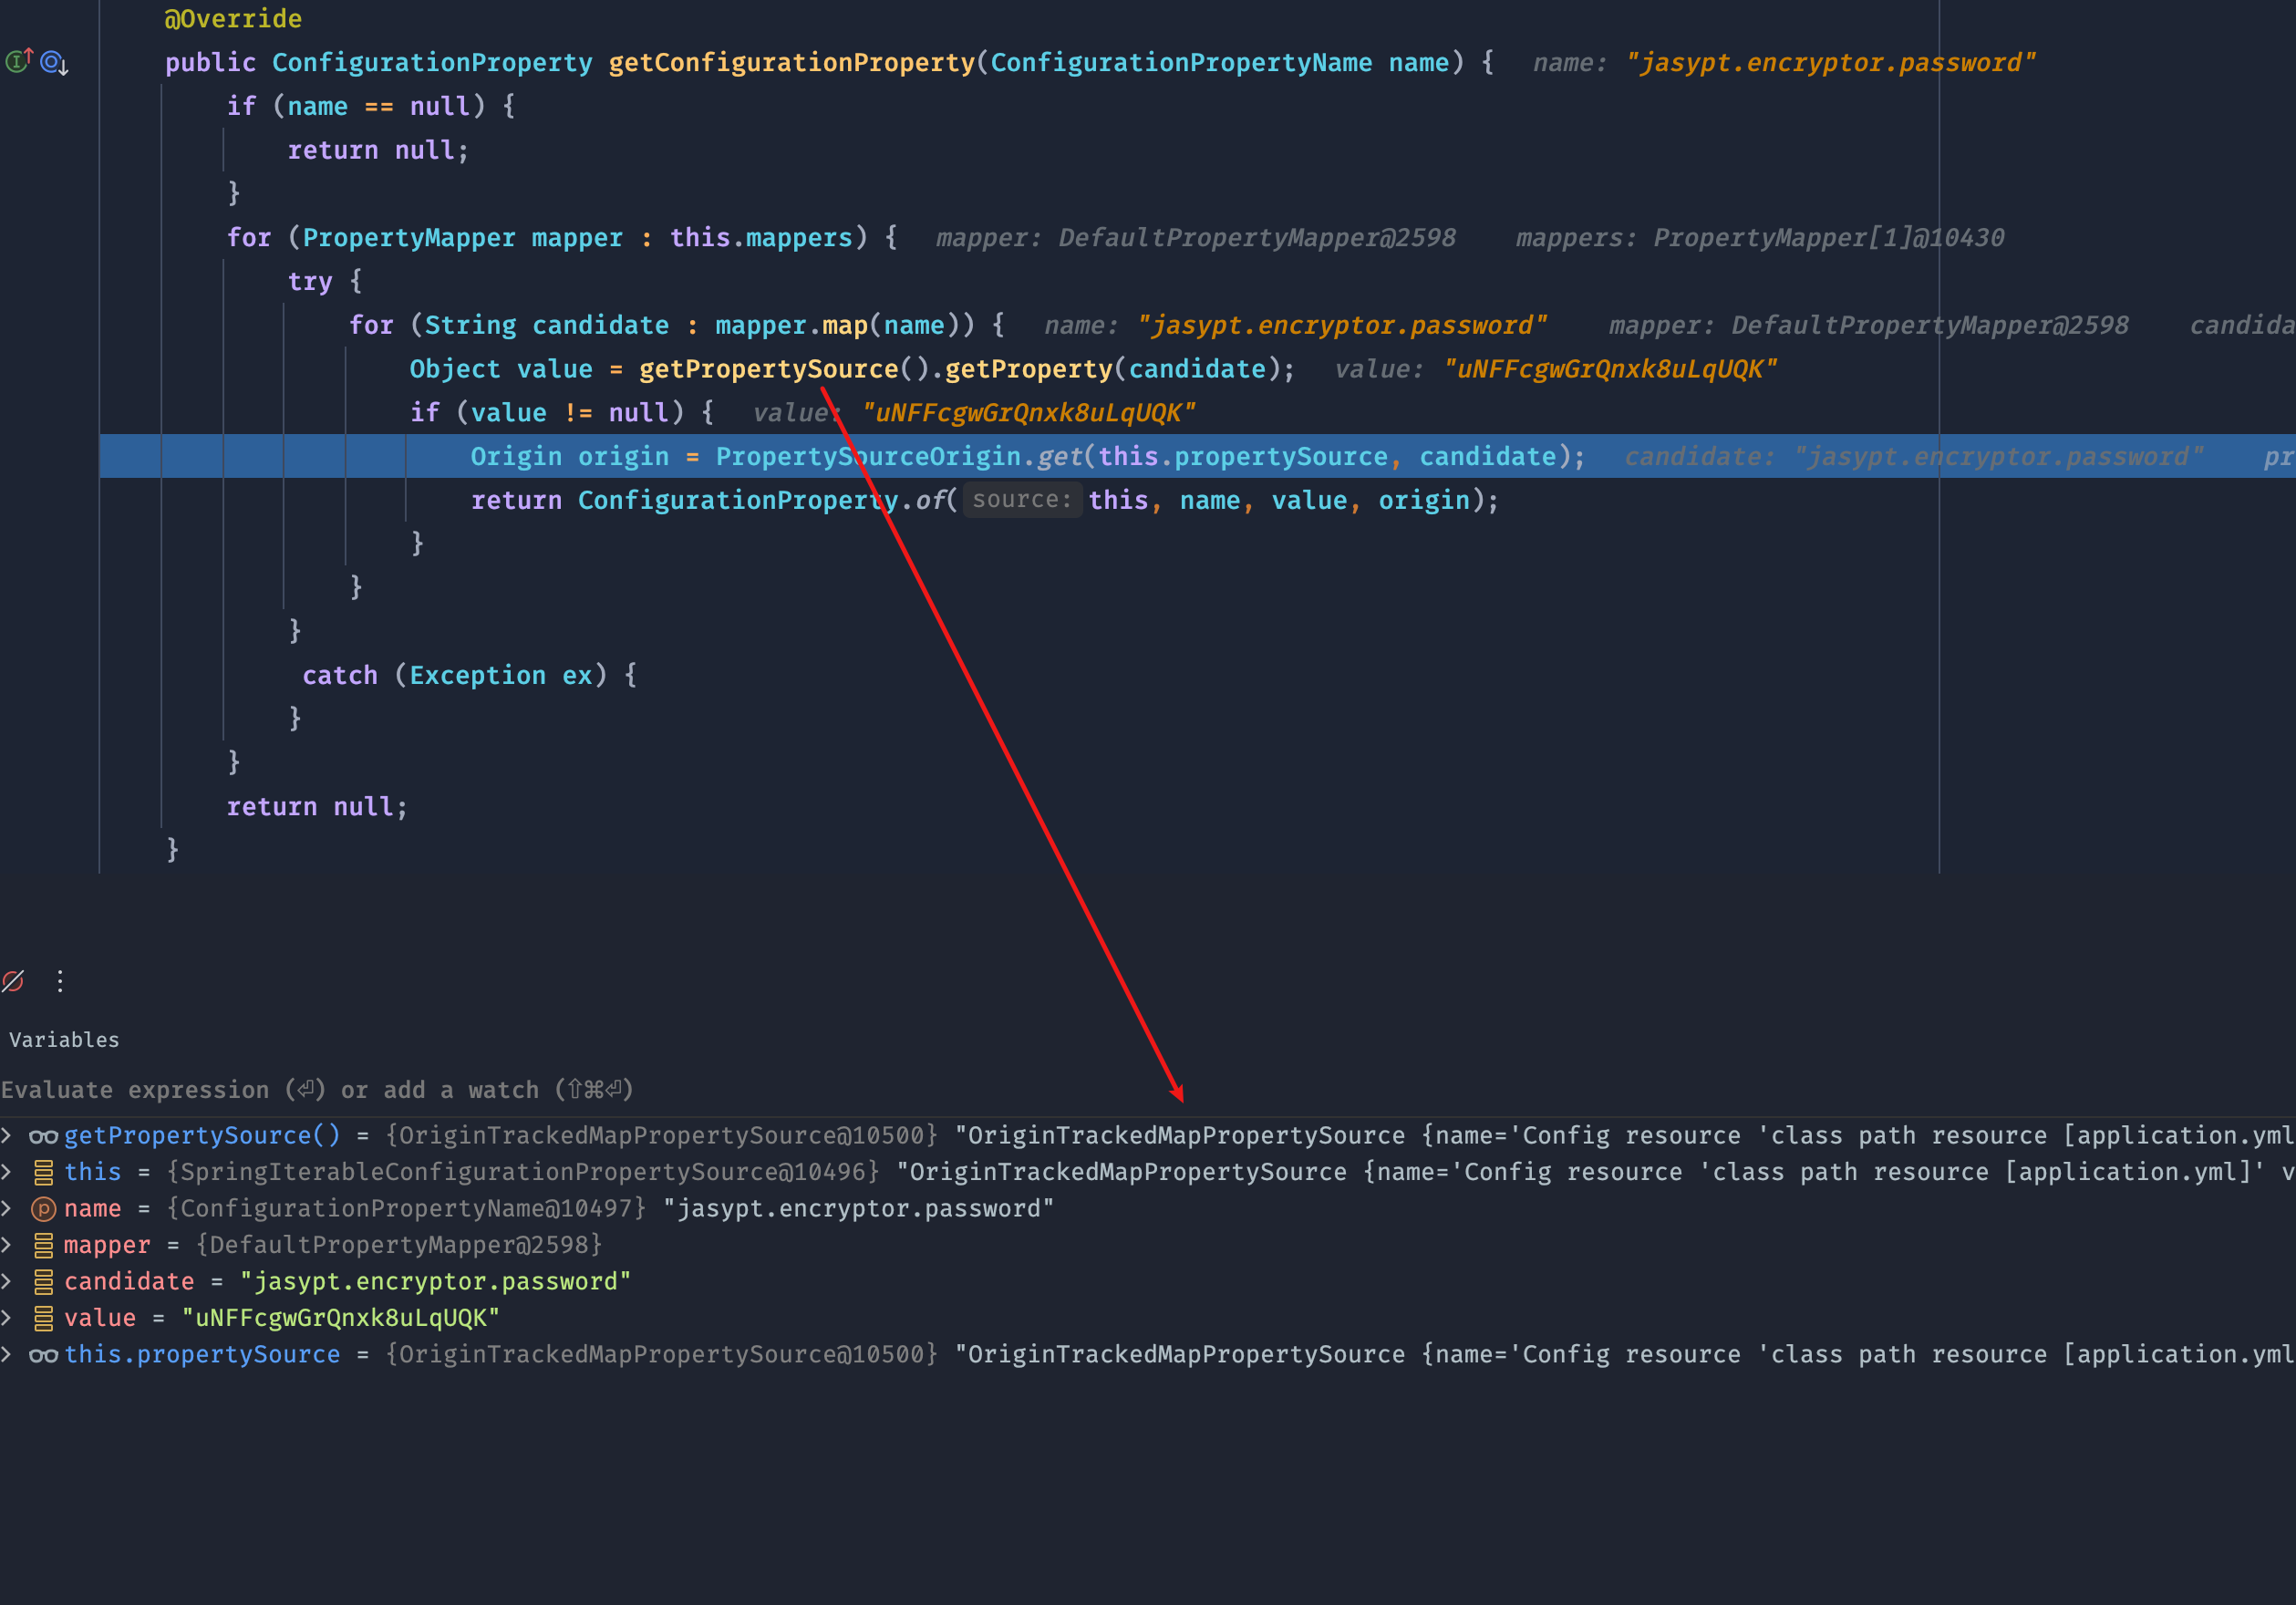 @Override
public ConfigurationProperty getConfigurationProperty(ConfigurationPropertyName name) { name: "jasypt.encryptor.password"
if (name == null) {
return null;
}
for (PropertyMapper mapper : this.mappers) { mapper: DefaultPropertyMapper@2598 mappers: PropertyMapper[1]@10430
try {
for (String candidate : mapper.map(name)) { name: "jasypt.encryptor.password" mapper: DefaultPropertyMapper@2598 candida
Object value = getPropertySource().getProperty(candidate); value: "uNFFcgwGrQnxk8uLqUQK"
if (value != null) { value: "uNFFcgwGrQnxk8uLqUQK"
Origin origin = PropertySourceOrigin.get(this.propertySource, candidate); candidate: "jasypt.encryptor.password" pr
return ConfigurationProperty.of( source: this, name, value, origin);
}
}
}
catch (Exception ex) {
}
}
return null;
}
Variables
Evaluate expression (⏎) or add a watch (⇧⌘⏎)
getPropertySource() = {OriginTrackedMapPropertySource@10500} "OriginTrackedMapPropertySource {name='Config resource 'class path resource [application.yml
this = {SpringIterableConfigurationPropertySource@10496} "OriginTrackedMapPropertySource {name='Config resource 'class path resource [application.yml]' v
name = {ConfigurationPropertyName@10497} "jasypt.encryptor.password"
mapper = {DefaultPropertyMapper@2598}
candidate = "jasypt.encryptor.password"
value = "uNFFcgwGrQnxk8uLqUQK"
this.propertySource = {OriginTrackedMapPropertySource@10500} "OriginTrackedMapPropertySource {name='Config resource 'class path resource [application.yml